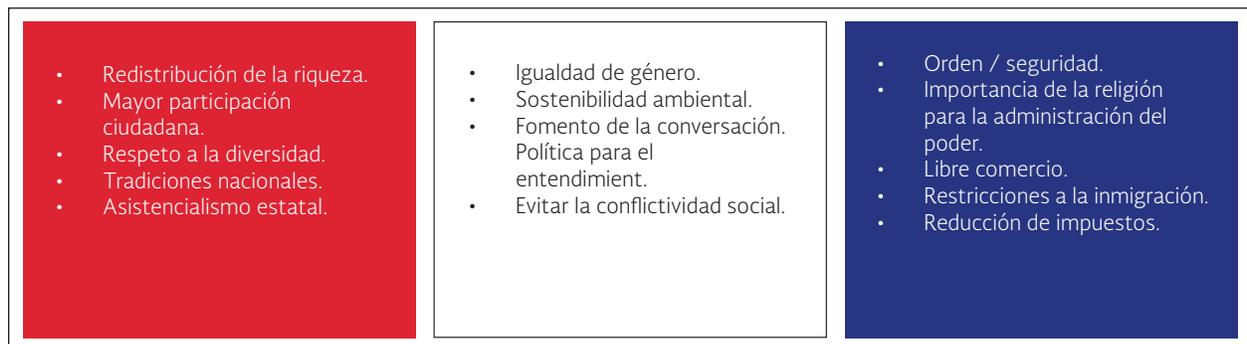 • Redistribución de la riqueza.
• Mayor participación
ciudadana.
• Respeto a la diversidad.
• Tradiciones nacionales.
• Asistencialismo estatal.
• Igualdad de género.
• Sostenibilidad ambiental.
• Fomento de la conversación.
Política para el
entendimient.
• Evitar la conflictividad social.
• Orden / seguridad.
• Importancia de la religión
para la administración del
poder.
• Libre comercio.
• Restricciones a la inmigración.
• Reducción de impuestos.